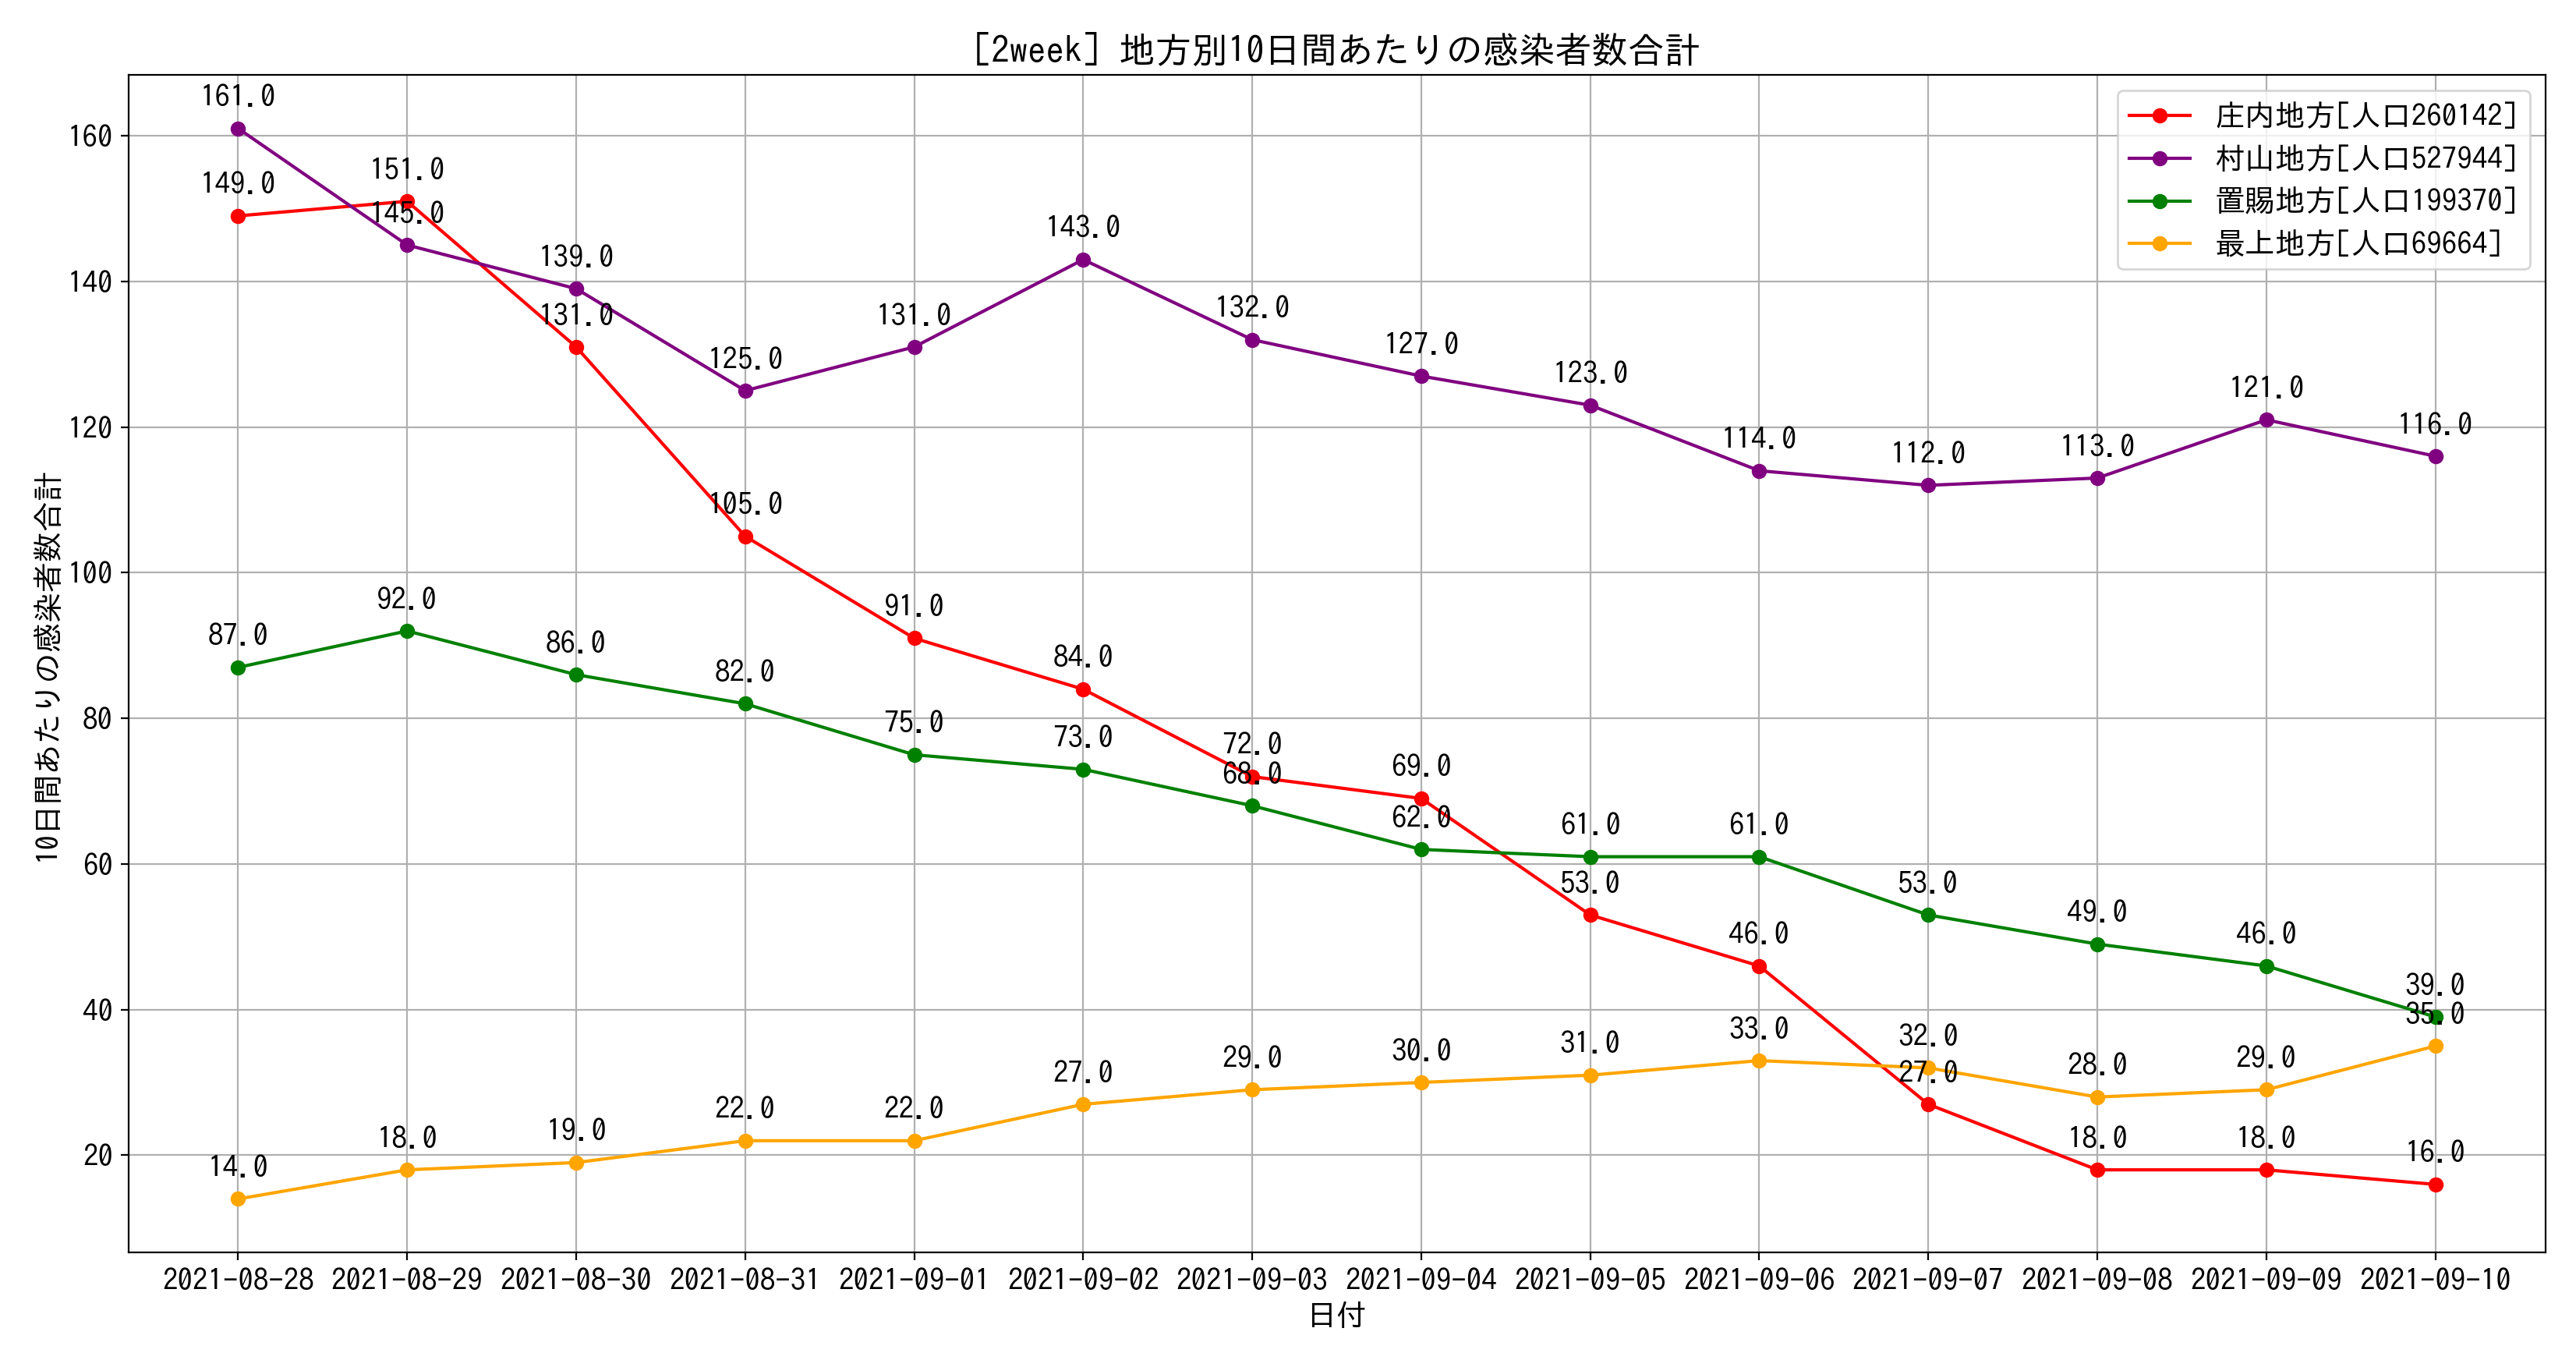 [2week] 地方別10日間あたりの感染者数合計
庄内地方[人口260142]
村山地方[人口527944]
置賜地方[人口199370]
最上地方[人口69664]
10日間あたりの感染者数合計
160
140
120
100
80
60
40
20
149.0 151.0 131.0 105.0 91.0 84.0 72.0 69.0 53.0 46.0 27.0 18.0 18.0 16.0
161.0 145.0 139.0 125.0 131.0 143.0 132.0 127.0 123.0 114.0 112.0 113.0 121.0 116.0
87.0 92.0 86.0 82.0 75.0 73.0 68.0 62.0 61.0 61.0 53.0 49.0 46.0 39.0
14.0 18.0 19.0 22.0 22.0 27.0 29.0 30.0 31.0 33.0 32.0 28.0 29.0 35.0
2021-08-28 2021-08-29 2021-08-30 2021-08-31 2021-09-01 2021-09-02 2021-09-03 2021-09-04 2021-09-05 2021-09-06 2021-09-07 2021-09-08 2021-09-09 2021-09-10
日付